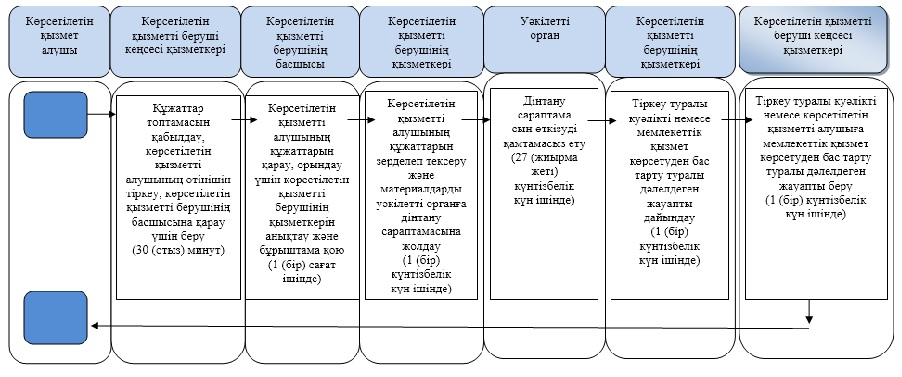 Көрсетілетін
қызмет
алушы
Көрсетілетін
қызметті беруші
кеңсесі қызметкері
Көрсетілетін
қызметті
берушінің
басшысы
Көрсетілетін
қызметті
берушінің
қызметкері
Уәкілетті
орган
Көрсетілетін
қызметті
берушінің
қызметкері
Көрсетілетін қызметті
беруші кеңсесі
қызметкері
Құжаттар
топтамасын
қабылдау,
көрсетілетін
қызметті
алушының өтінішін
тіркеу, көрсетілетін
қызметті берушінің
басшысына қарау
үшін беру
(30 (отыз) минут)
Көрсетілетін
қызметті
алушының
құжаттарын
қарау, орындау
үшін көрсетілетін
қызметті
берушінің
қызметкерін
анықтау және
бұрыштама қою
(1 (бір) сағат
ішінде)
Көрсетілетін
қызметті
алушының
құжаттарын
зерделеп тексеру
және
материалдарды
уәкілетті органға
дінтану
сараптамасына
жолдау
(1 (бір)
күнтізбелік
күн ішінде)
Дінтану
сараптама
сын өткізуді
қамтамасыз ету
(27 (жиырма
жеті)
күнтізбелік
күн ішінде)
Тіркеу туралы
куәлікті немесе
мемлекеттік
қызмет
көрсетуден бас
тарту туралы
дәлелдеген
жауапты
дайындау
(1 (бір)
күнтізбелік
күн ішінде)
Тіркеу туралы куәлікті
немесе көрсетілетін
қызметті алушыға
мемлекеттік қызмет
көрсетуден бас тарту
туралы дәлелдеген
жауапты беру
(1 (бір) күнтізбелік
күн ішінде)